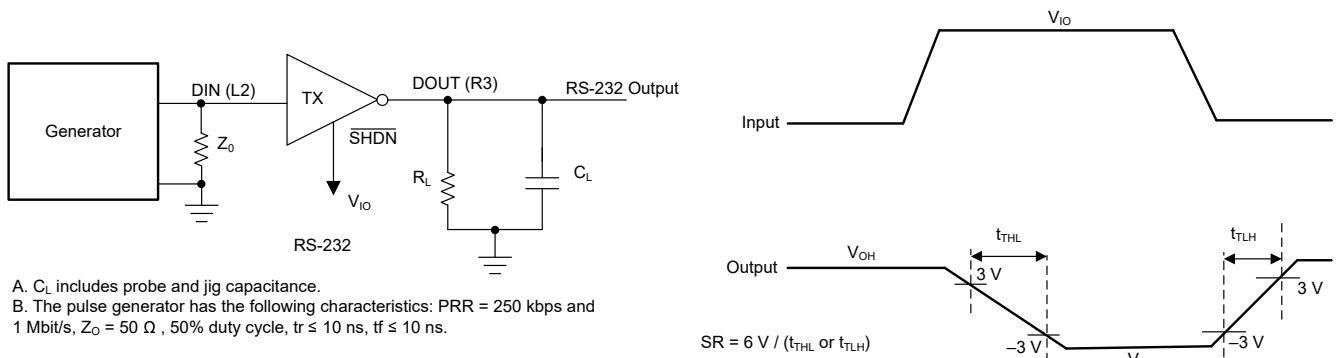 Generator
DIN (L2)
Z0
TX
SHDN
VIO
DOUT (R3)
RS-232 Output
RL
CL
RS-232
A. CL includes probe and jig capacitance.
B. The pulse generator has the following characteristics: PRR = 250 kbps and
1 Mbit/s, ZO = 50 Ω , 50% duty cycle, tr ≤ 10 ns, tf ≤ 10 ns.
VIO
Input
tTHL
tTLH
VOH
Output
3 V
3 V
–3 V
–3 V
SR = 6 V / (tTHL or tTLH)